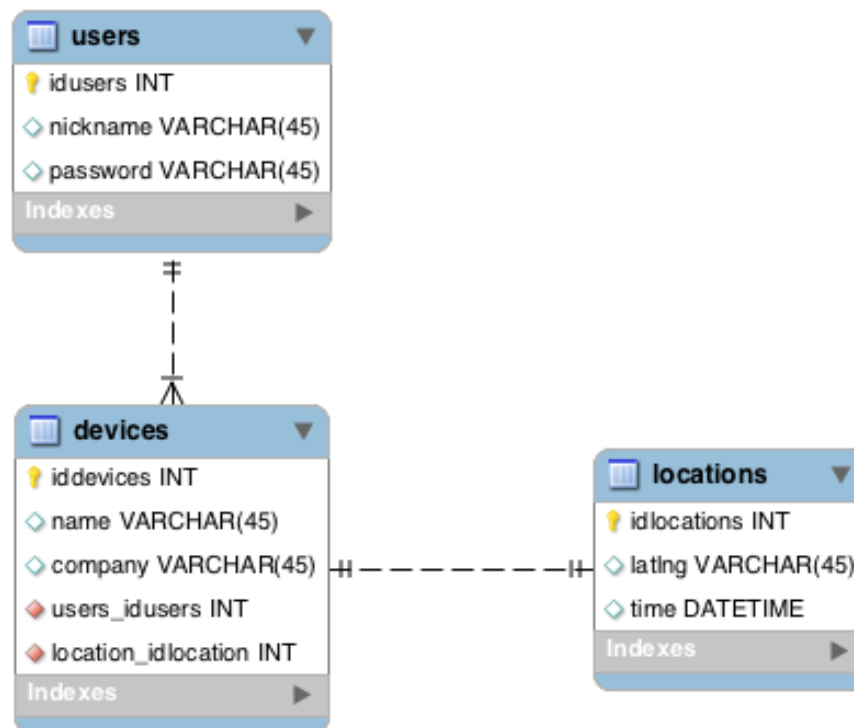 users
idusers INT
nickname VARCHAR(45)
password VARCHAR(45)
Indexes
devices
iddevices INT
name VARCHAR(45)
company VARCHAR(45)
users_idusers INT
location_idlocation INT
Indexes
locations
idlocations INT
latlng VARCHAR(45)
time DATETIME
Indexes